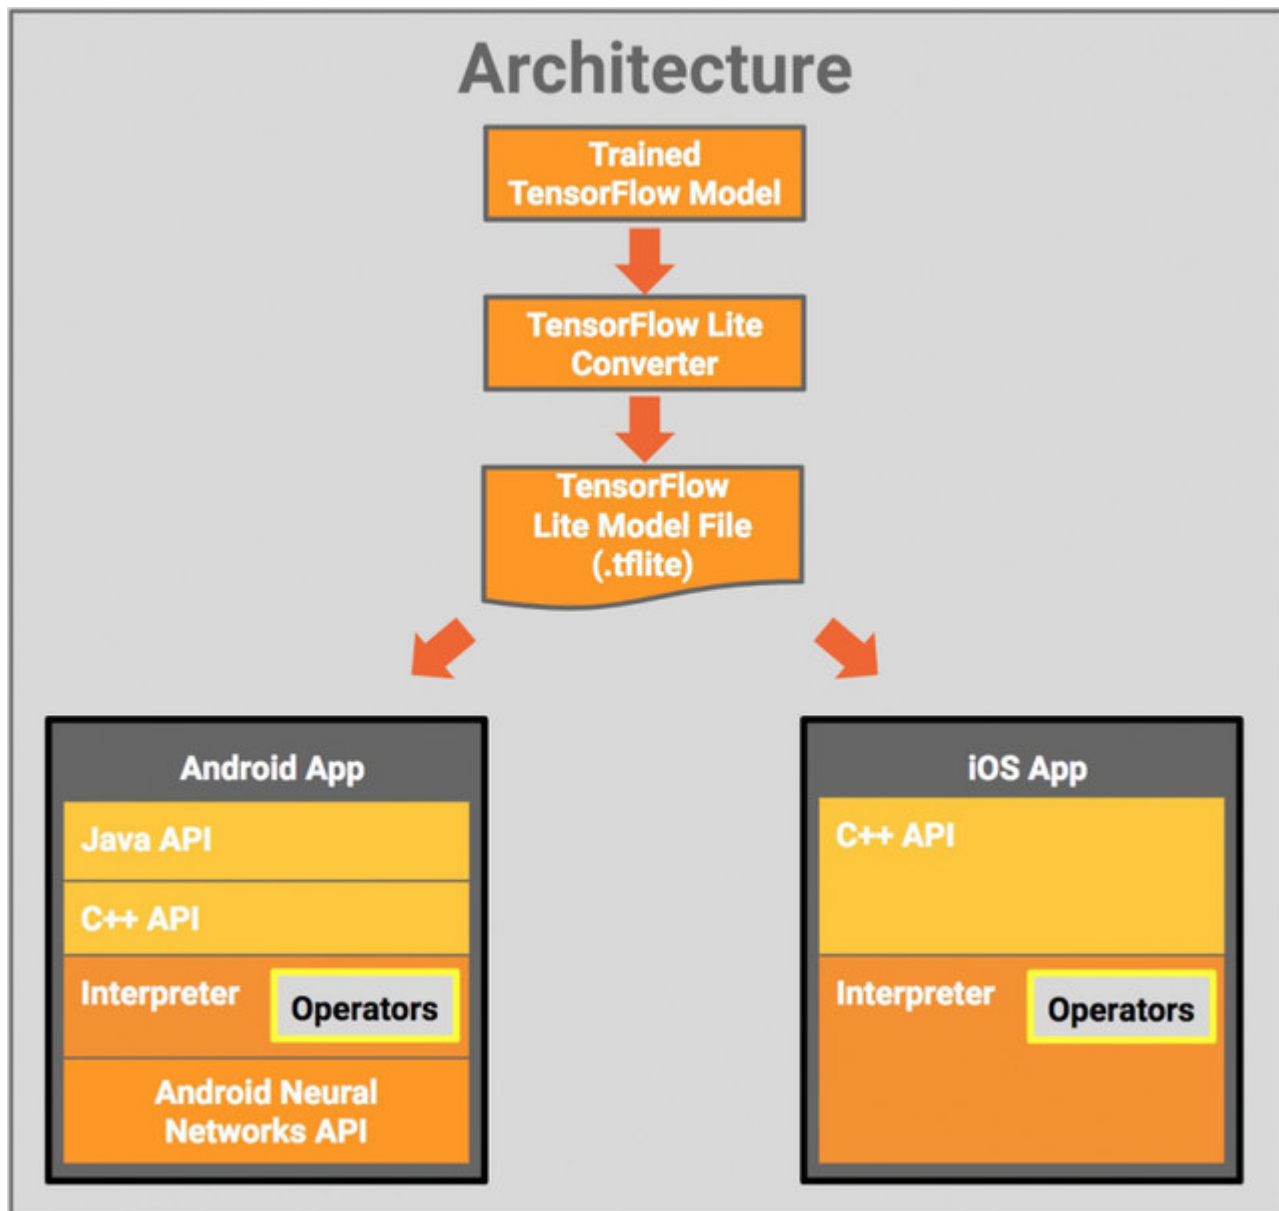 Architecture
Trained
TensorFlow Model
TensorFlow Lite
Converter
TensorFlow
Lite Model File
(.tflite)
Android App
Java API
C++ API
Interpreter
Operators
Android Neural
Networks API
iOS App
C++ API
Interpreter
Operators